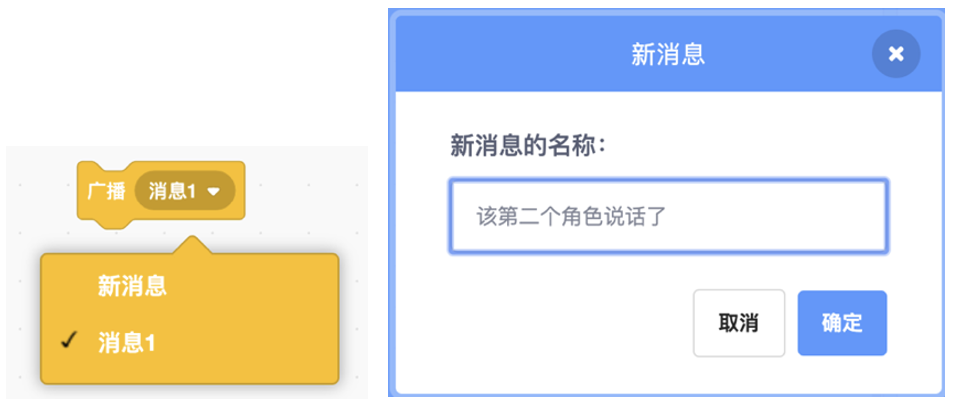 广播 消息1
新消息
✓ 消息1
新消息
新消息的名称：
该第二个角色说话了
取消 确定